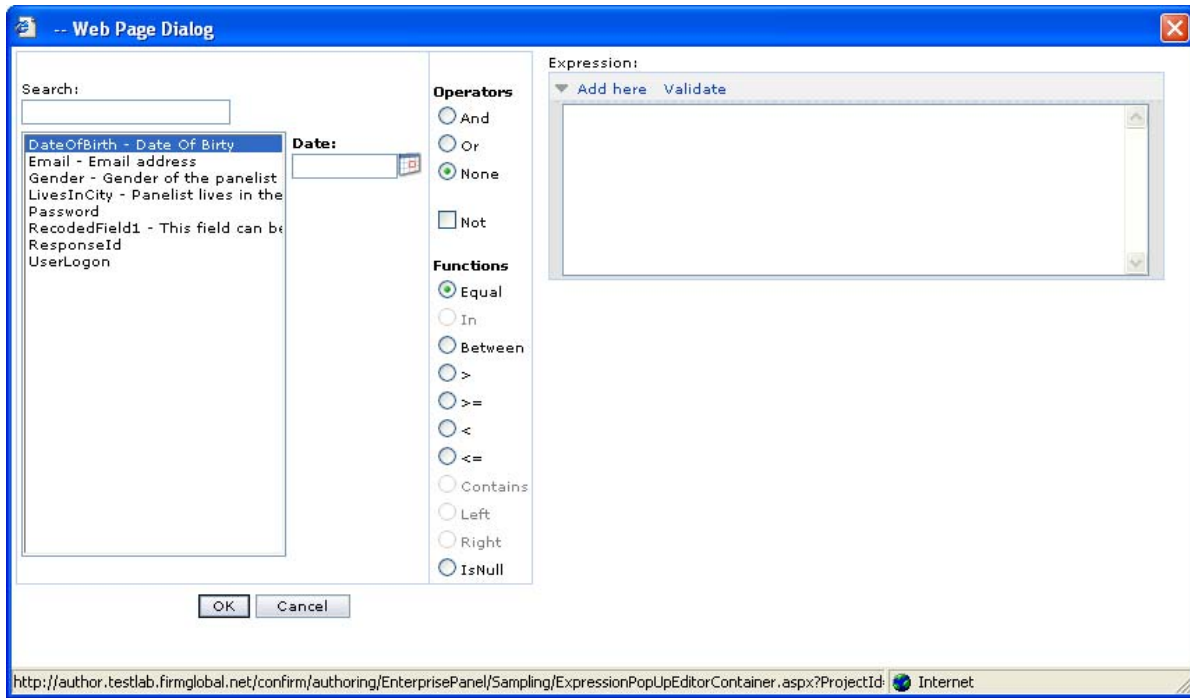 -- Web Page Dialog
Search:
DateOfBirth - Date Of Birty
Email - Email address
Gender - Gender of the panelist
LivesInCity - Panelist lives in the
Password
RecodedField1 - This field can be
ResponseId
UserLogon
Date:
Operators
And
Or
None
Not
Functions
Equal
In
Between
>
>=
<
<=
Contains
Left
Right
IsNull
Expression:
Add here Validate
OK Cancel
http://author.testlab.firmglobal.net/confirm/authoring/EnterprisePanel/Sampling/ExpressionPopUpEditorContainer.aspx?ProjectId Internet